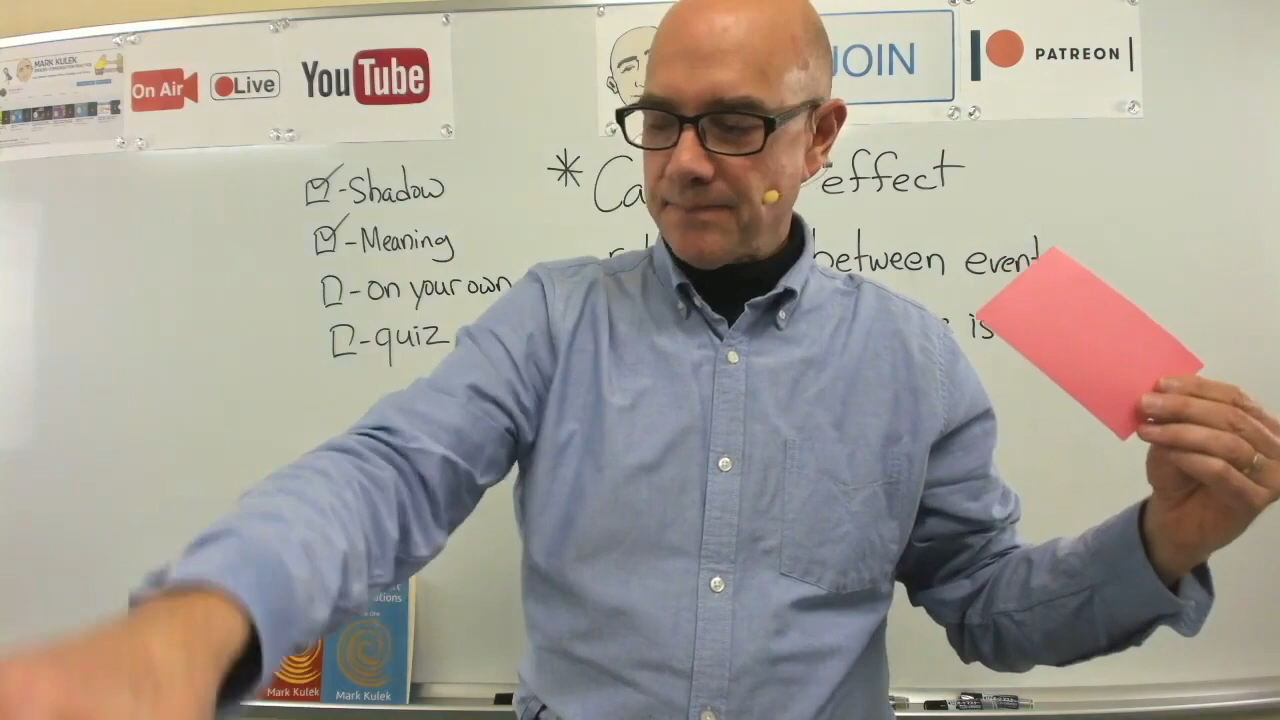 MARK KULEK
On Air
Live
YouTube
JOIN
PATREON
-Shadow
-Meaning
-on your own
-quiz
* effect
between event
is
Mark Kulek
Mark Kulek